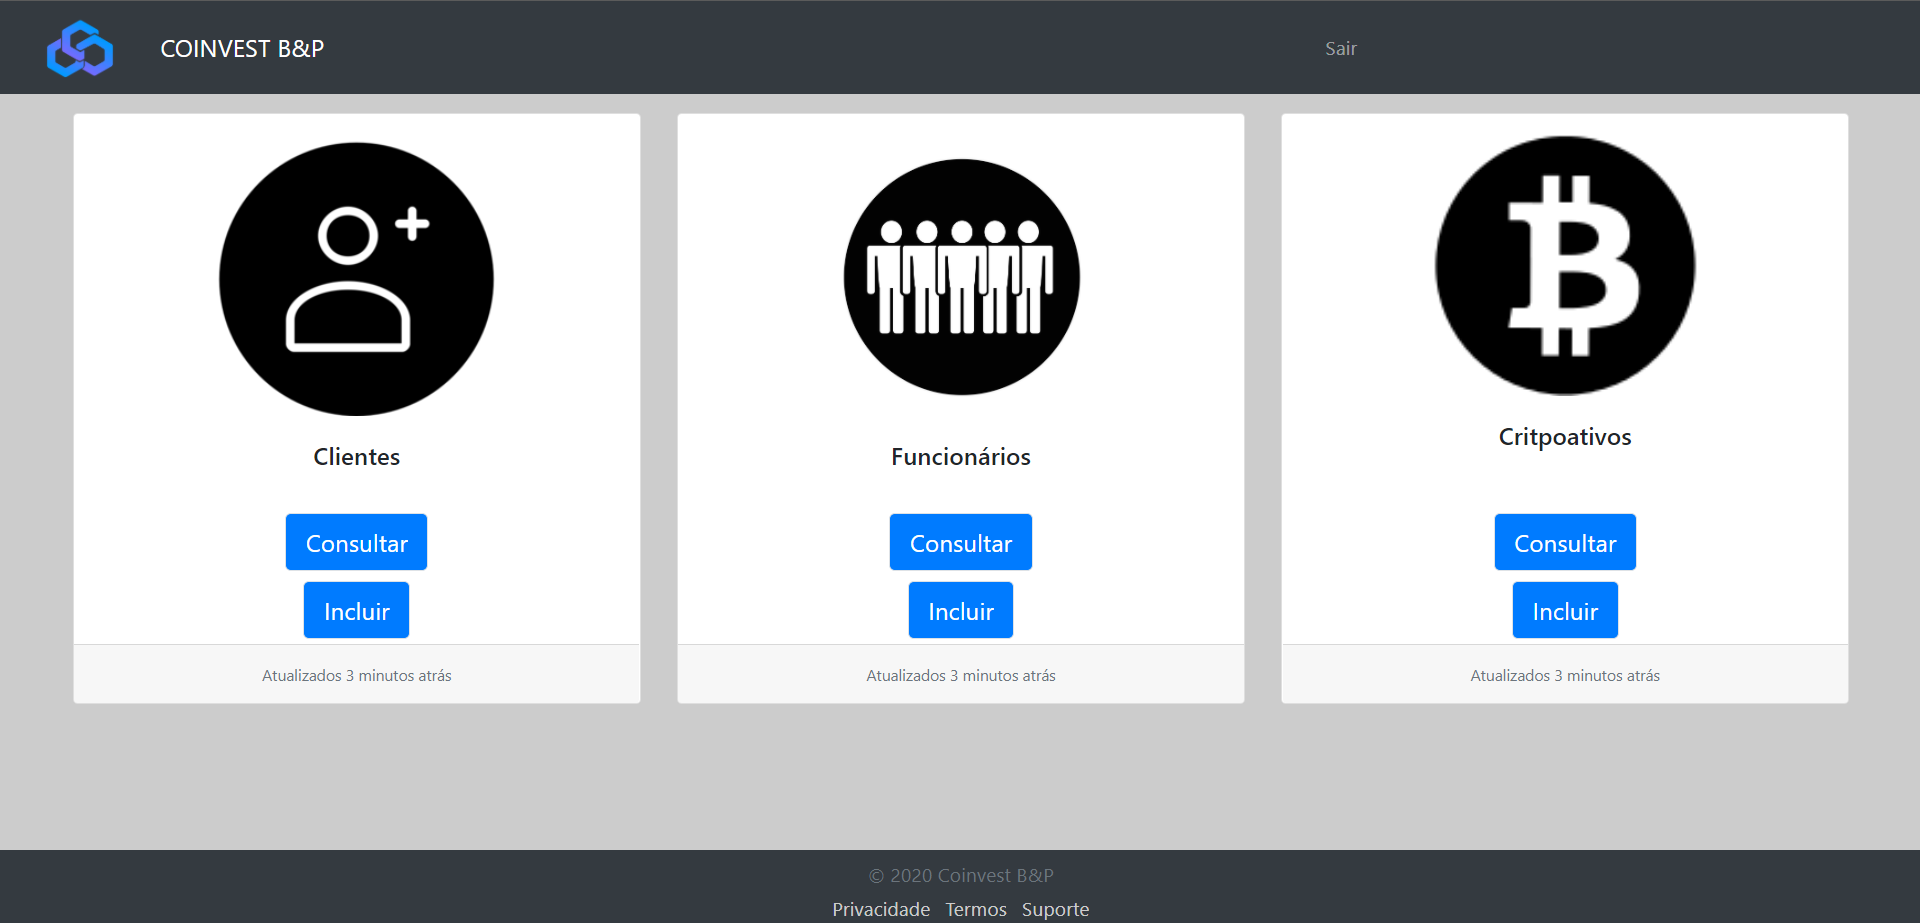 COINVEST B&P
Sair
Clientes
Consultar
Incluir
Atualizados 3 minutos atrás
Funcionários
Consultar
Incluir
Atualizados 3 minutos atrás
Critpoativos
Consultar
Incluir
Atualizados 3 minutos atrás
© 2020 Coinvest B&P
Privacidade Termos Suporte